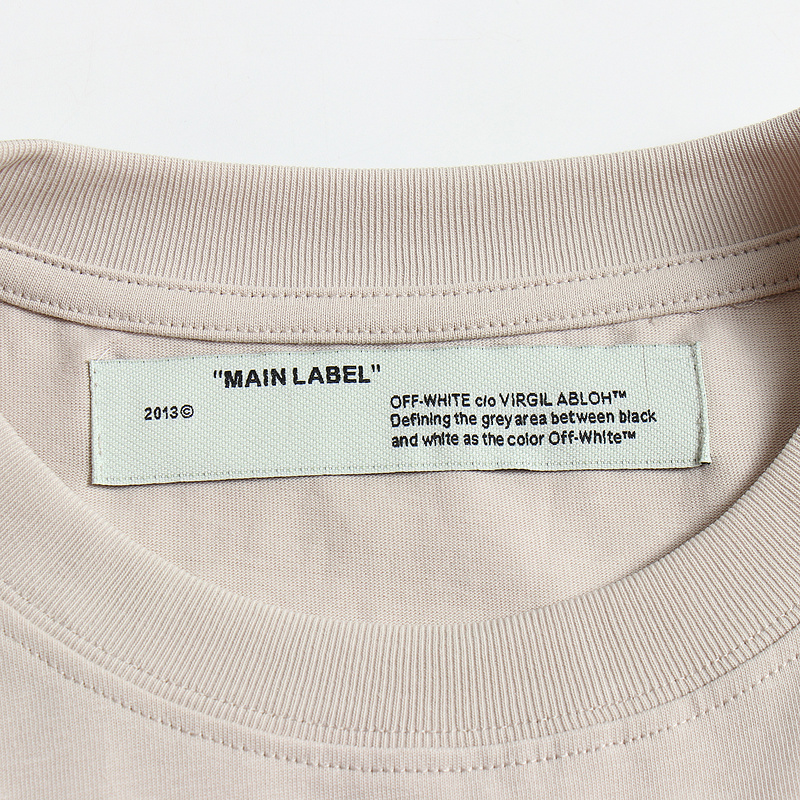 "MAIN LABEL"
2013©
OFF-WHITE c/o VIRGIL ABLOH™
Defining the grey area between black
and white as the color Off-White™